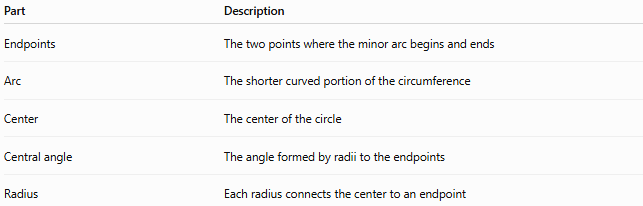 Part Description
Endpoints The two points where the minor arc begins and ends
Arc The shorter curved portion of the circumference
Center The center of the circle
Central angle The angle formed by radii to the endpoints
Radius Each radius connects the center to an endpoint